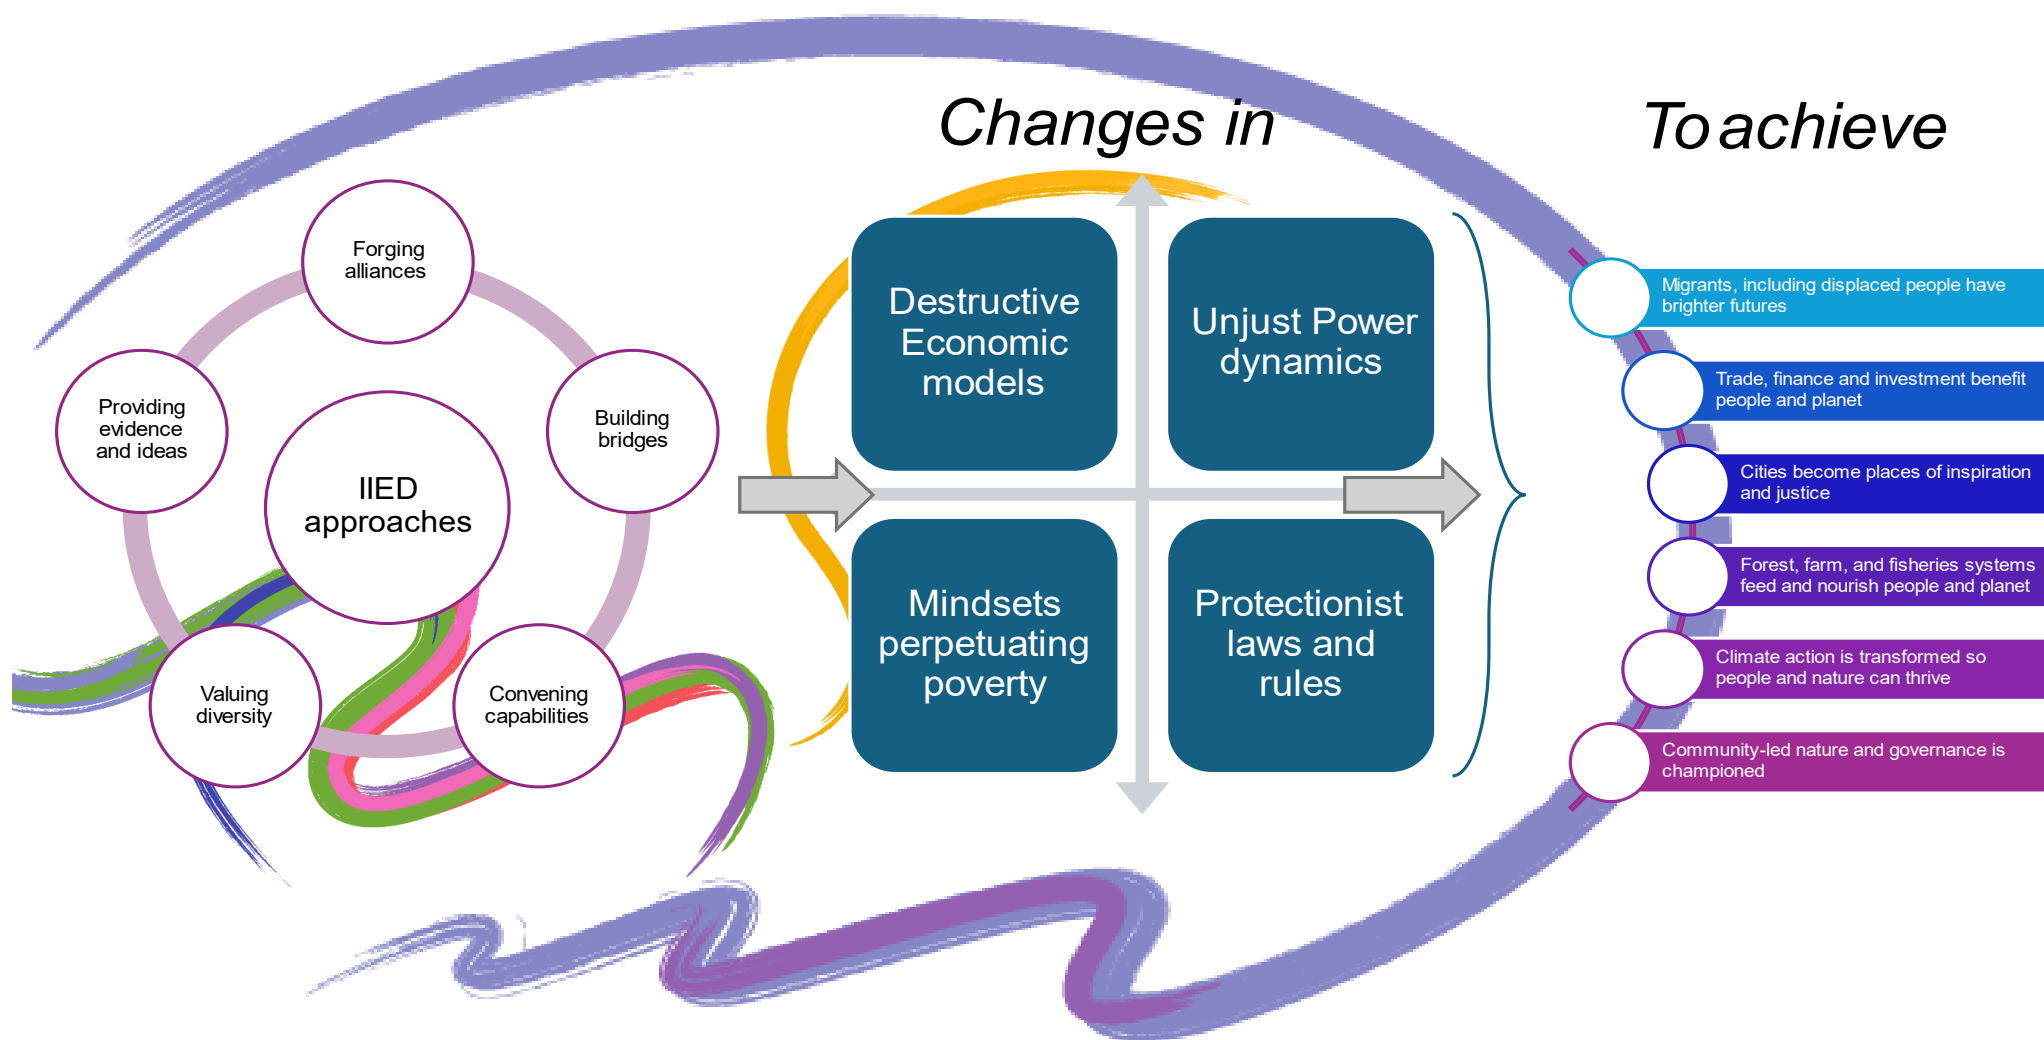 Changes in
To achieve
Forging
alliances
Providing
evidence
and ideas
Building
bridges
IIED
approaches
Valuing
diversity
Convening
capabilities
Destructive
Economic
models
Unjust Power
dynamics
Mindsets
perpetuating
poverty
Protectionist
laws and
rules
Migrants, including displaced people have
brighter futures
Trade, finance and investment benefit
people and planet
Cities become places of inspiration
and justice
Forest, farm, and fisheries systems
feed and nourish people and planet
Climate action is transformed so
people and nature can thrive
Community-led nature and governance is
championed